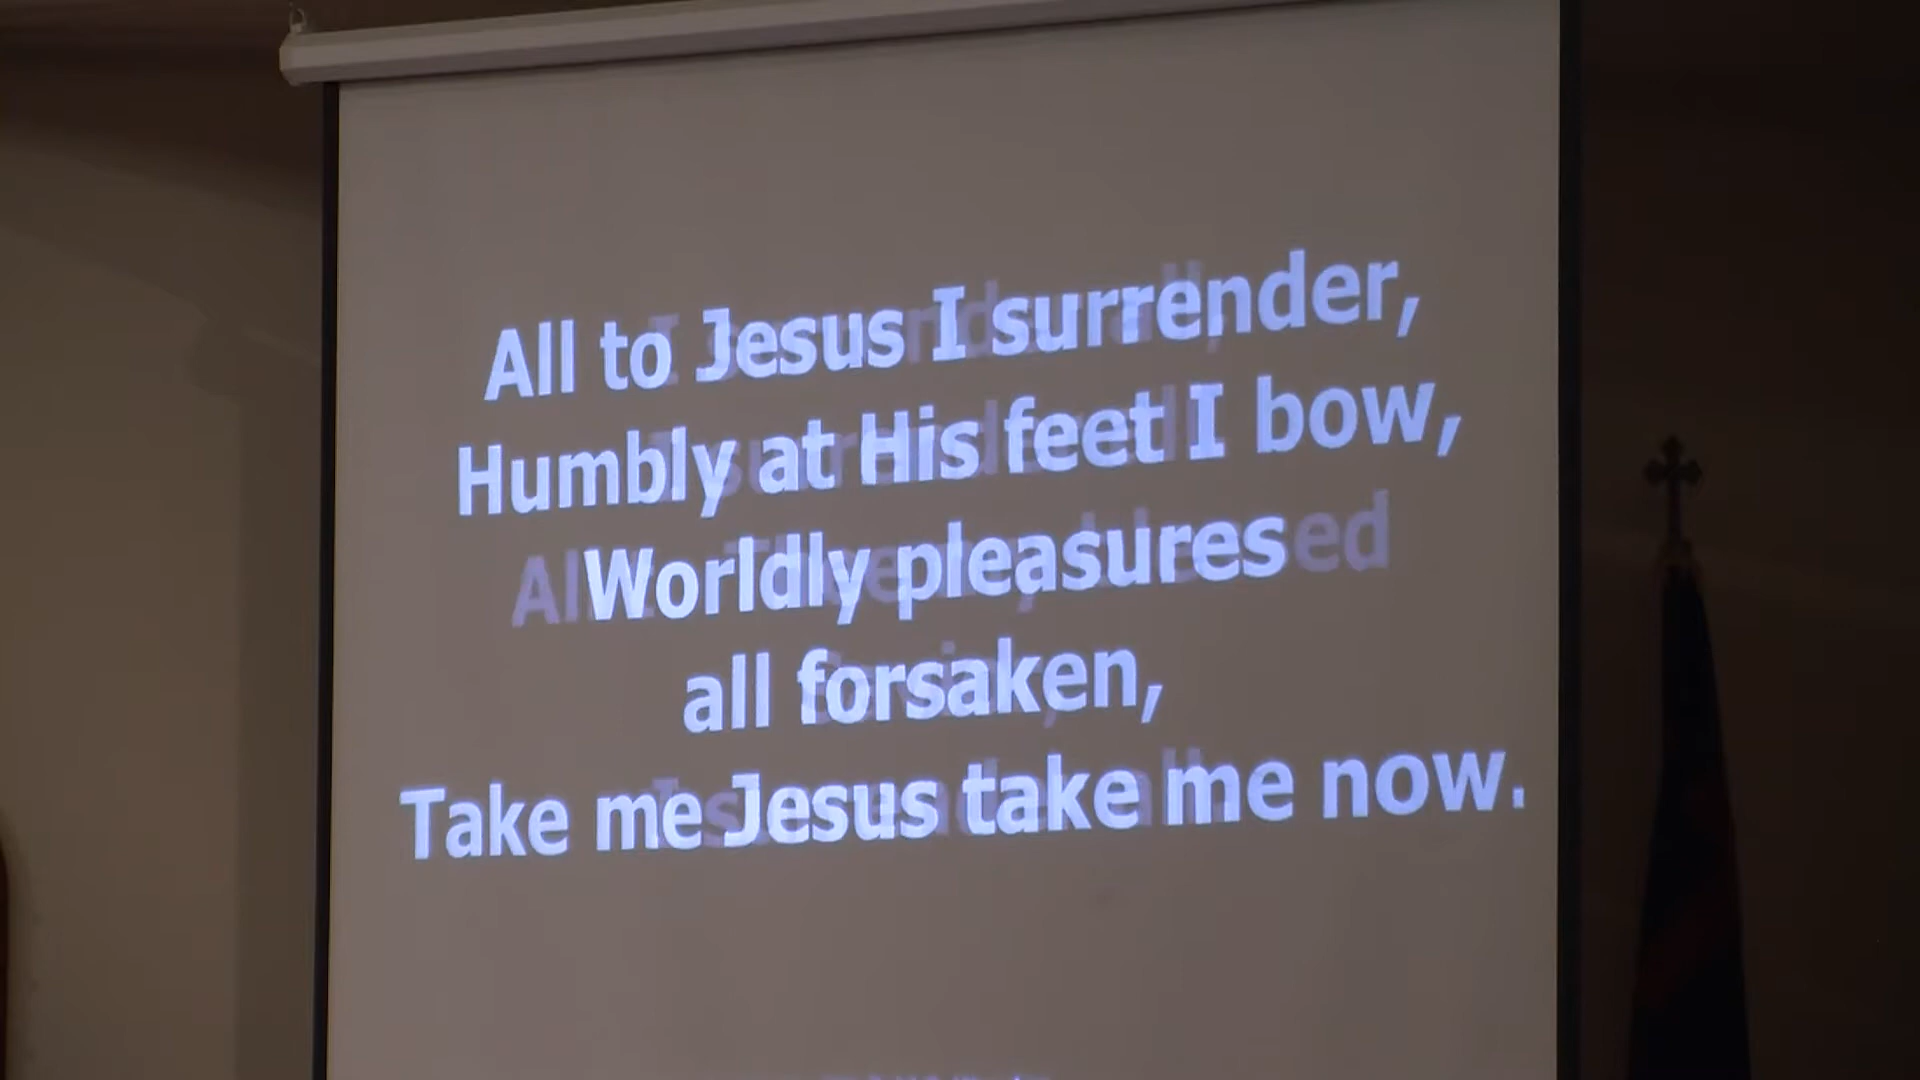 All to Jesus I surrender,
Humbly at His feet I bow,
Worldly pleasures
all forsaken,
Take me Jesus take me now.